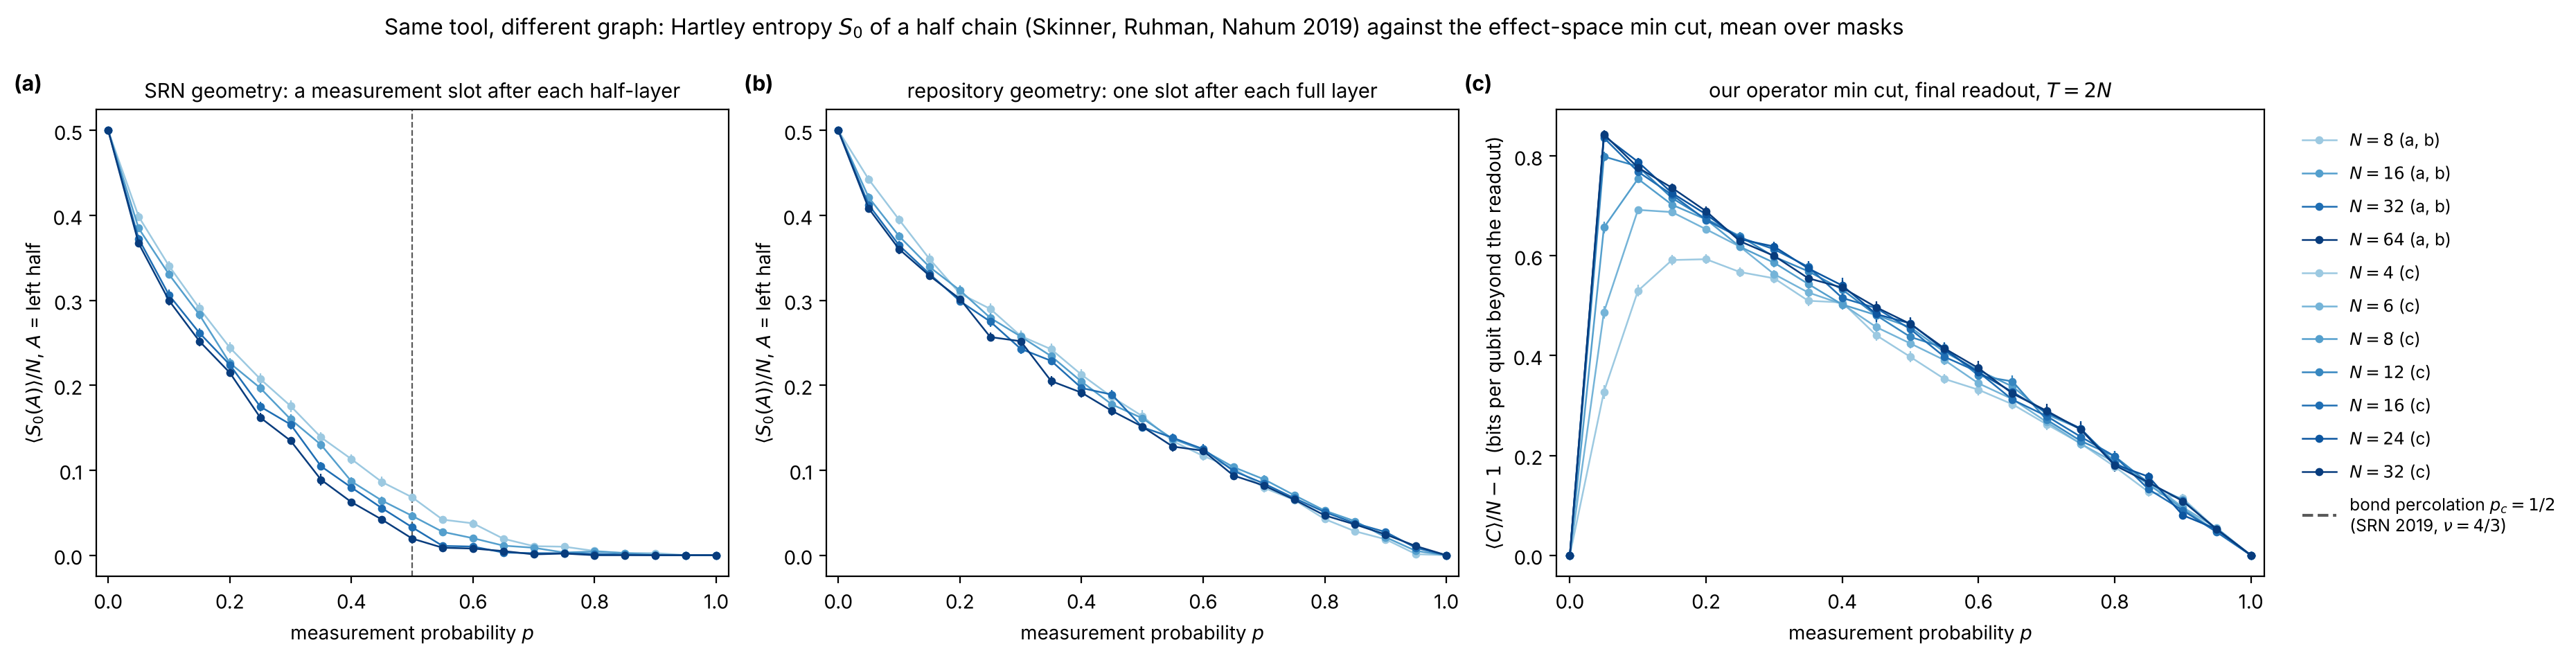 Same tool, different graph: Hartley entropy S₀ of a half chain (Skinner, Ruhman, Nahum 2019) against the effect-space min cut, mean over masks
(a)
SRN geometry: a measurement slot after each half-layer
⟨S₀(A)⟩/N, A = left half
0.5
0.4
0.3
0.2
0.1
0.0
0.0 0.2 0.4 0.6 0.8 1.0
measurement probability p
(b)
repository geometry: one slot after each full layer
⟨S₀(A)⟩/N, A = left half
0.5
0.4
0.3
0.2
0.1
0.0
0.0 0.2 0.4 0.6 0.8 1.0
measurement probability p
(c)
our operator min cut, final readout, T = 2N
⟨C⟩/N − 1 (bits per qubit beyond the readout)
0.8
0.6
0.4
0.2
0.0
0.0 0.2 0.4 0.6 0.8 1.0
measurement probability p
N = 8 (a, b)
N = 16 (a, b)
N = 32 (a, b)
N = 64 (a, b)
N = 4 (c)
N = 6 (c)
N = 8 (c)
N = 12 (c)
N = 16 (c)
N = 24 (c)
N = 32 (c)
bond percolation p_c = 1/2
(SRN 2019, ν = 4/3)